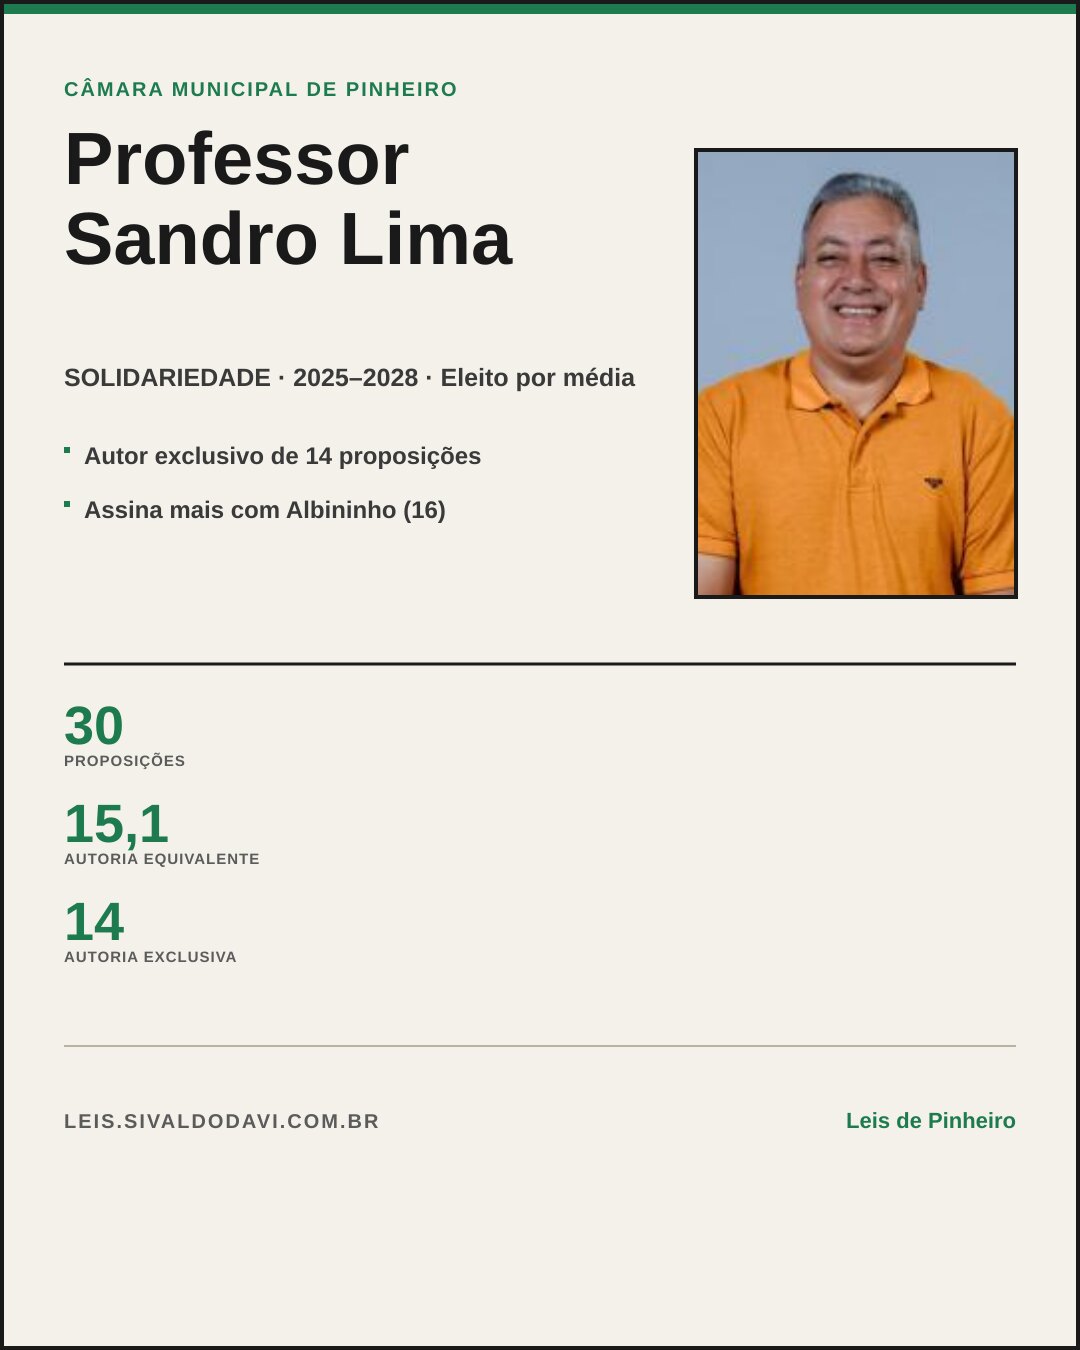 CÂMARA MUNICIPAL DE PINHEIRO
Professor
Sandro Lima
SOLIDARIEDADE · 2025–2028 · Eleito por média
Autor exclusivo de 14 proposições
Assina mais com Albininho (16)
30
PROPOSIÇÕES
15,1
AUTORIA EQUIVALENTE
14
AUTORIA EXCLUSIVA
LEIS.SIVALDODAVI.COM.BR
Leis de Pinheiro